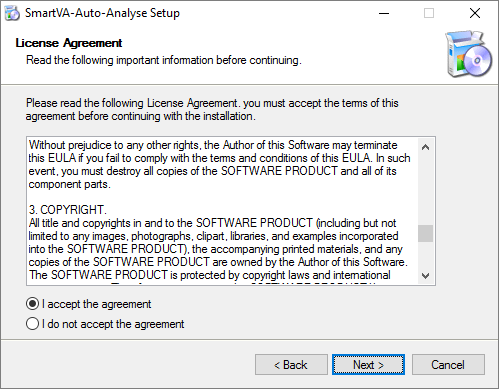 SmartVA-Auto-Analyse Setup
License Agreement
Read the following important information before continuing.
Please read the following License Agreement. you must accept the terms of this
agreement before continuing with the installation.
Without prejudice to any other rights, the Author of this Software may terminate
this EULA if you fail to comply with the terms and conditions of this EULA. In such
event, you must destroy all copies of the SOFTWARE PRODUCT and all of its
component parts.
3. COPYRIGHT.
All title and copyrights in and to the SOFTWARE PRODUCT (including but not
limited to any images, photographs, clipart, libraries, and examples incorporated
into the SOFTWARE PRODUCT), the accompanying printed materials, and any
copies of the SOFTWARE PRODUCT are owned by the Author of this Software.
The SOFTWARE PRODUCT is protected by copyright laws and international
I accept the agreement
I do not accept the agreement
< Back
Next >
Cancel